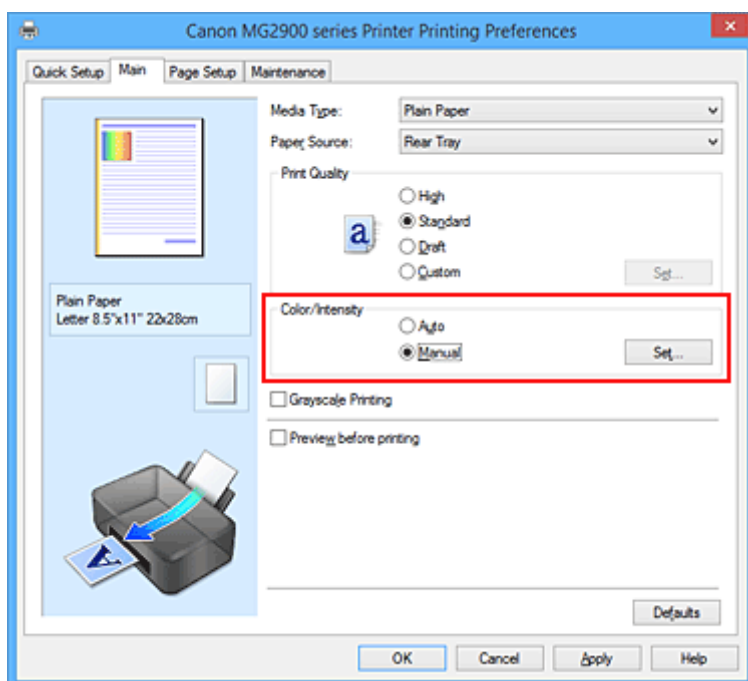 Canon MG2900 series Printer Printing Preferences
Quick Setup Main Page Setup Maintenance
Media Type: Plain Paper
Paper Source: Rear Tray
Print Quality
High
a Standard
Draft
Custom Set...
Plain Paper
Letter 8.5"x11" 22x28cm
Color/Intensity
Auto
Manual Set...
Grayscale Printing
Preview before printing
A
Defaults
OK Cancel Apply Help